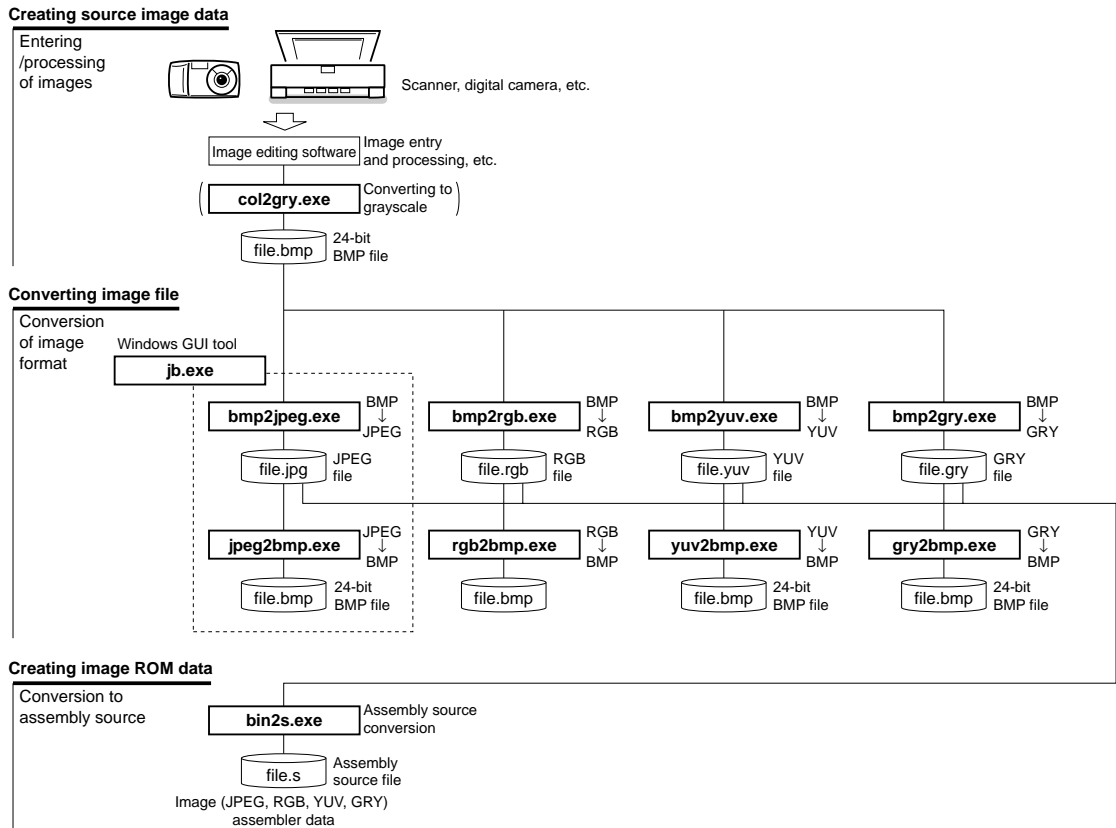 Creating source image data
Entering
/processing
of images
Scanner, digital camera, etc.
Image editing software
Image entry
and processing, etc.
col2gry.exe
Converting to
grayscale
file.bmp
24-bit
BMP file
Converting image file
Conversion
of image
format
Windows GUI tool
jb.exe
bmp2jpeg.exe
BMP
↓
JPEG
bmp2rgb.exe
BMP
↓
RGB
bmp2yuv.exe
BMP
↓
YUV
bmp2gry.exe
BMP
↓
GRY
file.jpg
JPEG
file
file.rgb
RGB
file
file.yuv
YUV
file
file.gry
GRY
file
jpeg2bmp.exe
JPEG
↓
BMP
rgb2bmp.exe
RGB
↓
BMP
yuv2bmp.exe
YUV
↓
BMP
gry2bmp.exe
GRY
↓
BMP
file.bmp
24-bit
BMP file
file.bmp
file.bmp
24-bit
BMP file
file.bmp
24-bit
BMP file
Creating image ROM data
Conversion to
assembly source
bin2s.exe
Assembly source
conversion
file.s
Assembly
source file
Image (JPEG, RGB, YUV, GRY)
assembler data